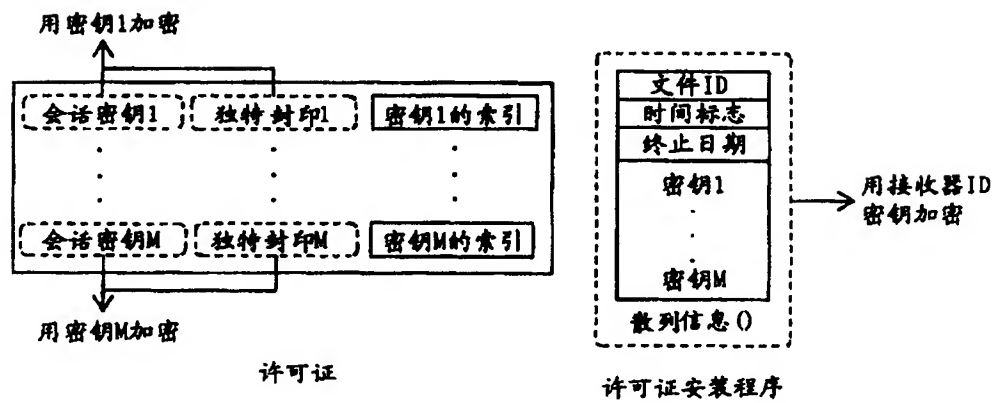 用密钥1加密
会话密钥1 独特封印1 密钥1的索引
会话密钥M 独特封印M 密钥M的索引
用密钥M加密
许可证
文件ID
时间标志
终止日期
密钥1
密钥M
散列信息()
用接收器ID
密钥加密
许可证安装程序